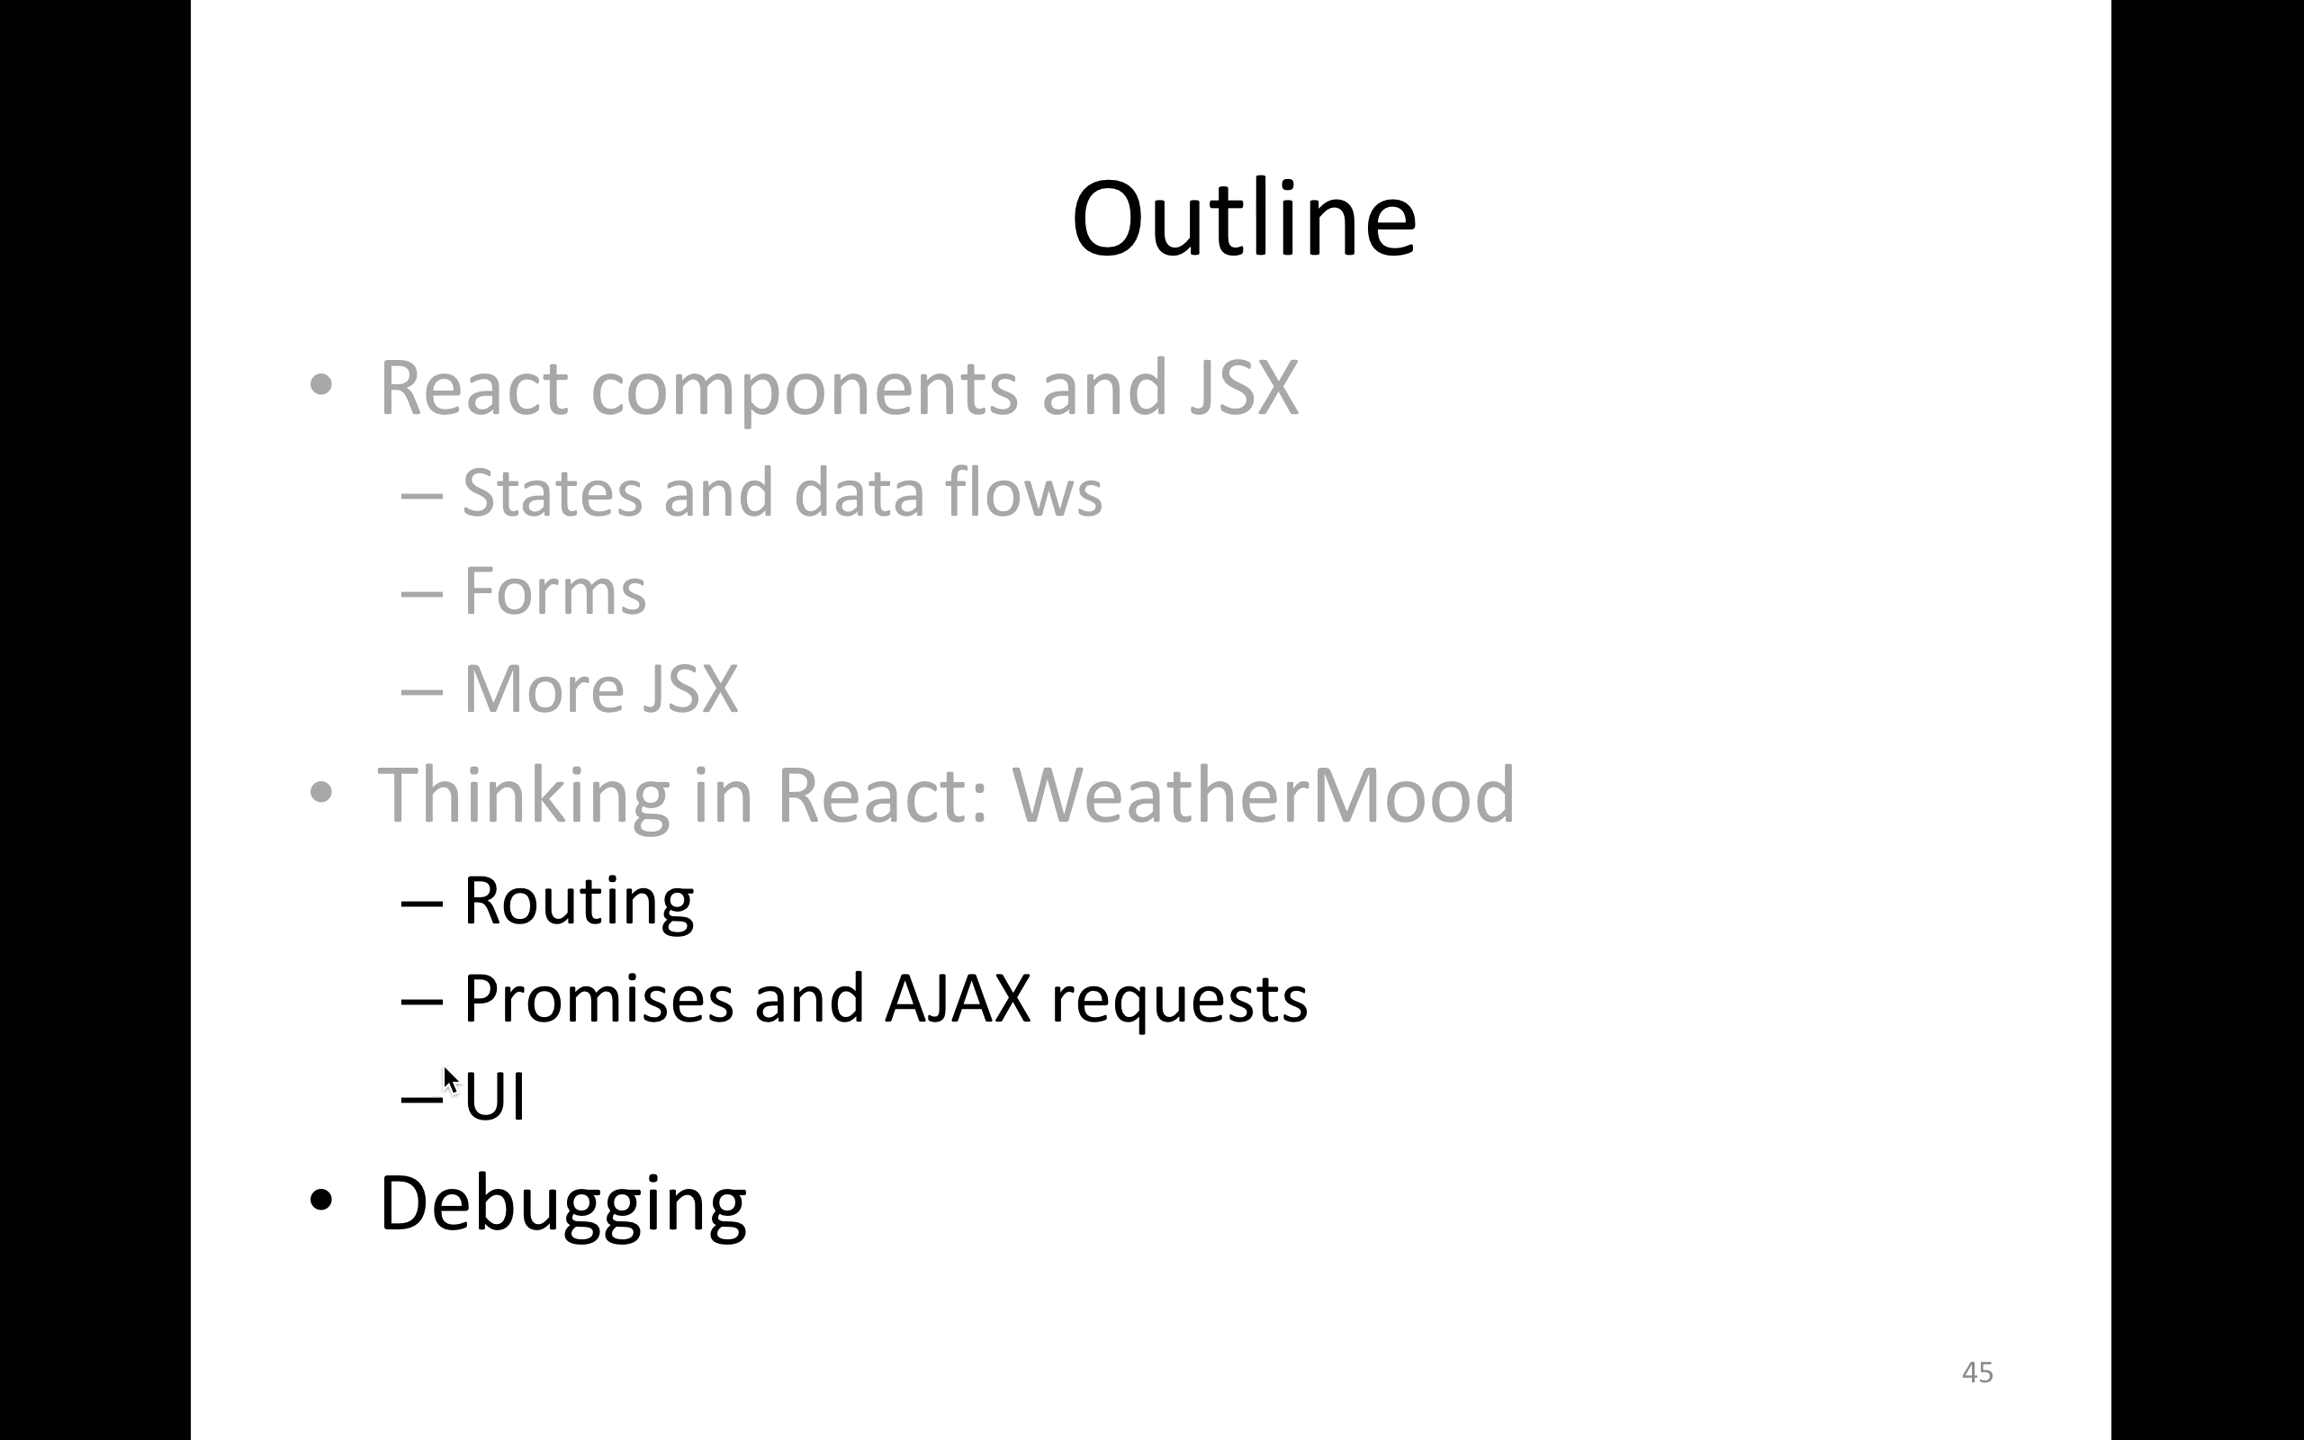 Outline
• React components and JSX
– States and data flows
– Forms
– More JSX
• Thinking in React: WeatherMood
– Routing
– Promises and AJAX requests
– UI
• Debugging
45